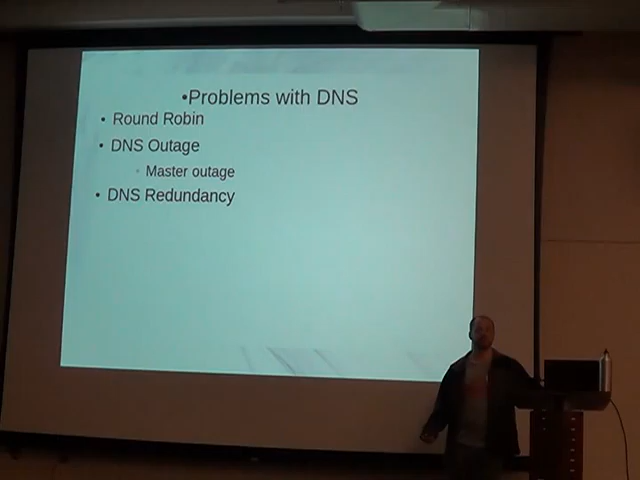 •Problems with DNS
• Round Robin
• DNS Outage
• Master outage
• DNS Redundancy